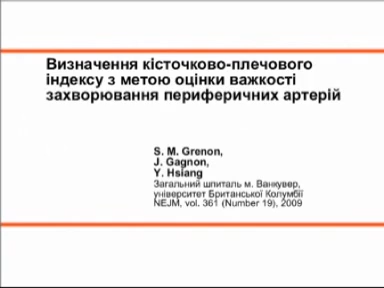 Визначення кісточково-плечового
індексу з метою оцінки важкості
захворювання периферичних артерій
S. M. Grenon,
J. Gagnon,
Y. Hsiang
Загальний шпиталь м. Ванкувер,
університет Британської Колумбії
NEJM, vol. 361 (Number 19), 2009